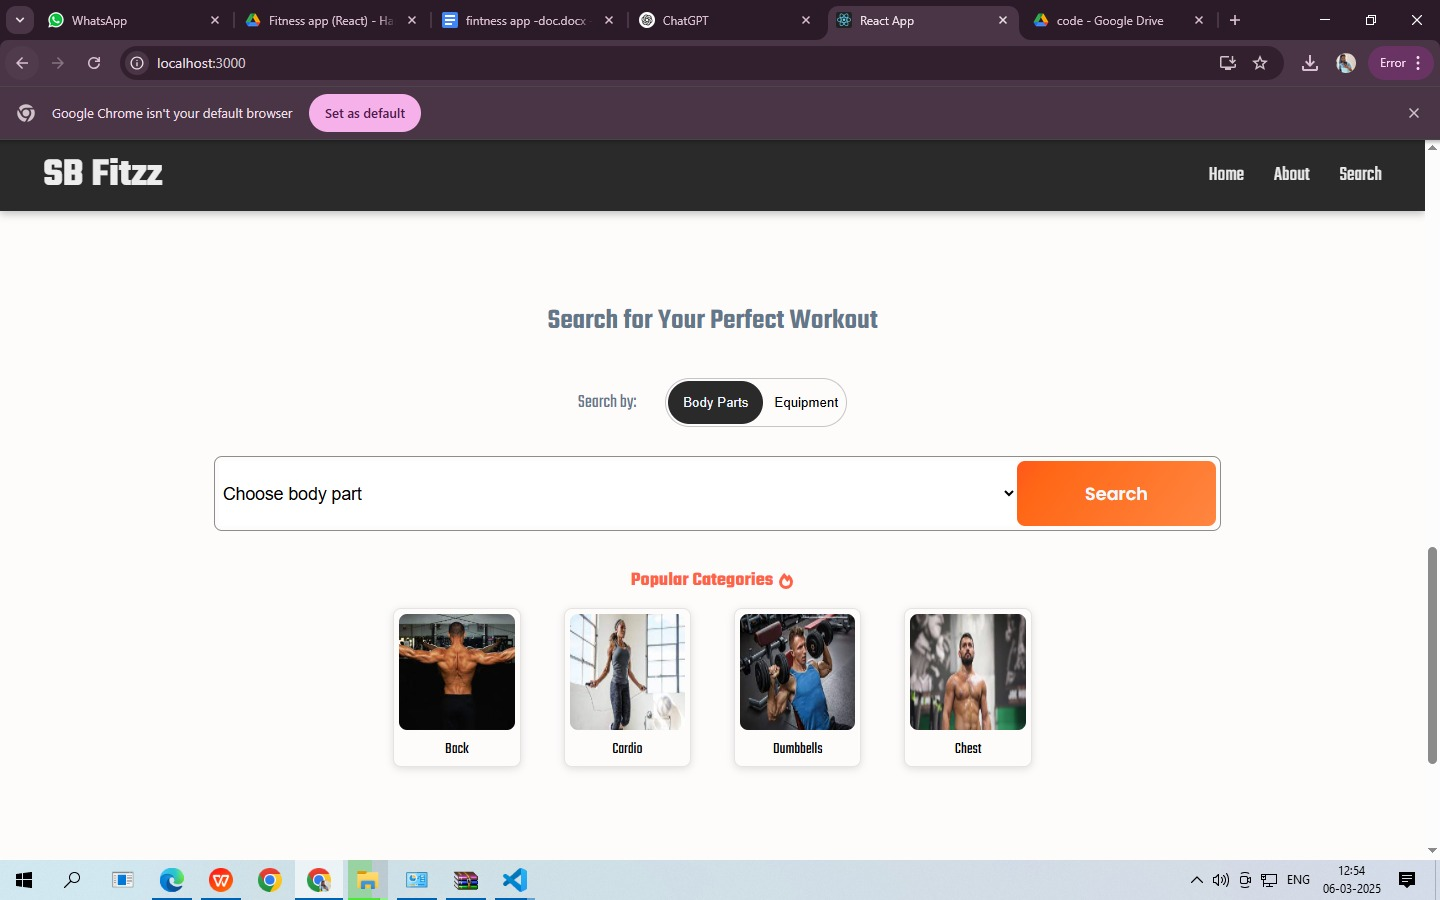 WhatsApp
Fitness app (React) - Ha
fintness app -doc.docx
ChatGPT
React App
code - Google Drive
localhost:3000
Error
Google Chrome isn't your default browser
Set as default
SB Fitzz
Home
About
Search
Search for Your Perfect Workout
Search by:
Body Parts
Equipment
Choose body part
Search
Popular Categories
Back
Cardio
Dumbbells
Chest
ENG
12:54
06-03-2025